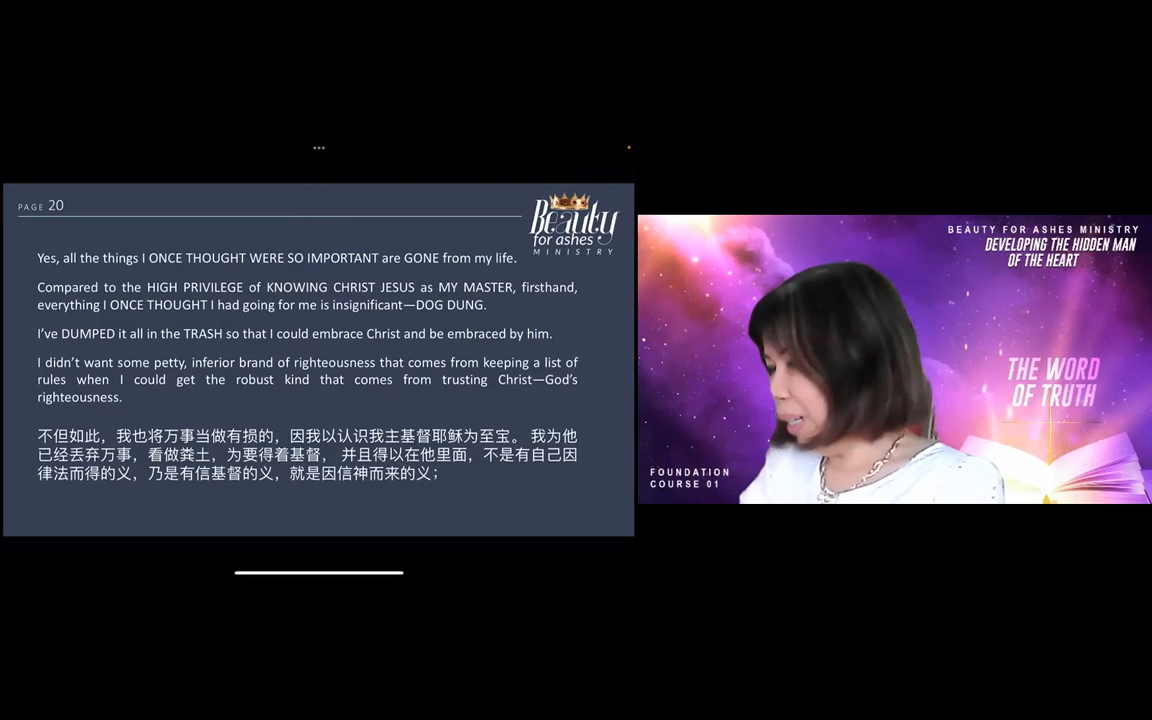 PAGE 20
Beauty
for ashes
MINISTRY
Yes, all the things I ONCE THOUGHT WERE SO IMPORTANT are GONE from my life.
Compared to the HIGH PRIVILEGE of KNOWING CHRIST JESUS as MY MASTER, firsthand,
everything I ONCE THOUGHT I had going for me is insignificant—DOG DUNG.
I’ve DUMPED it all in the TRASH so that I could embrace Christ and be embraced by him.
I didn’t want some petty, inferior brand of righteousness that comes from keeping a list of
rules when I could get the robust kind that comes from trusting Christ—God’s
righteousness.
不但如此，我也将万事当做有损的，因我以认识我主基督耶稣为至宝。 我为他
已经丢弃万事，看做粪土，为要得着基督， 并且得以在他里面，不是有自己因
律法而得的义，乃是有信基督的义，就是因信神而来的义；
BEAUTY FOR ASHES MINISTRY
DEVELOPING THE HIDDEN MAN
OF THE HEART
THE WORD
OF TRUTH
FOUNDATION
COURSE 01